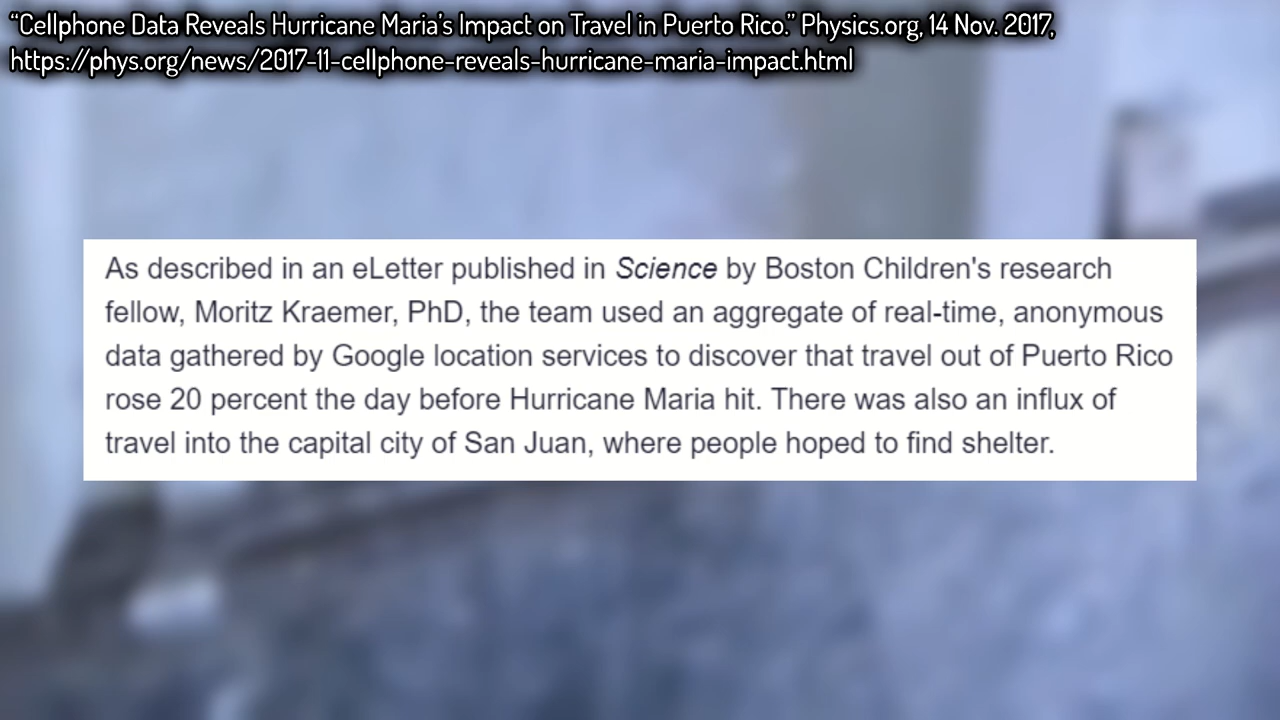 “Cellphone Data Reveals Hurricane Maria’s Impact on Travel in Puerto Rico.” Physics.org, 14 Nov. 2017,
https://phys.org/news/2017-11-cellphone-reveals-hurricane-maria-impact.html
As described in an eLetter published in Science by Boston Children's research
fellow, Moritz Kraemer, PhD, the team used an aggregate of real-time, anonymous
data gathered by Google location services to discover that travel out of Puerto Rico
rose 20 percent the day before Hurricane Maria hit. There was also an influx of
travel into the capital city of San Juan, where people hoped to find shelter.